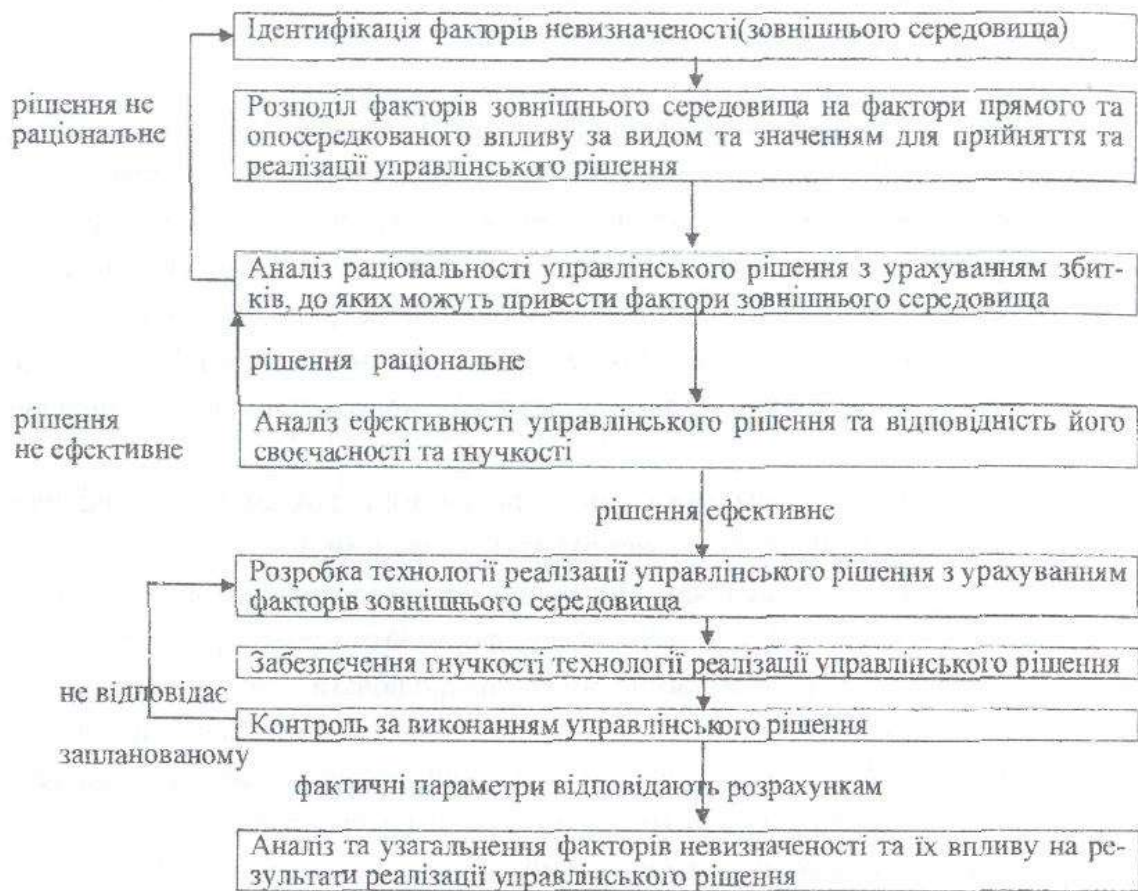 Ідентифікація факторів невизначеності(зовнішнього середовища)
рішення не
раціональне
Розподіл факторів зовнішнього середовища на фактори прямого та
опосередкованого впливу за видом та значенням для прийняття та
реалізації управлінського рішення
Аналіз раціональності управлінського рішення з урахуванням збит-
ків, до яких можуть привести фактори зовнішнього середовища
рішення раціональне
рішення
не ефективне
Аналіз ефективності управлінського рішення та відповідність його
своєчасності та гнучкості
рішення ефективне
Розробка технології реалізації управлінського рішення з урахуванням
факторів зовнішнього середовища
Забезпечення гнучкості технології реалізації управлінського рішення
не відповідає
Контроль за виконанням управлінського рішення
запланованому
фактичні параметри відповідають розрахункам
Аналіз та узагальнення факторів невизначеності та їх впливу на ре-
зультати реалізації управлінського рішення